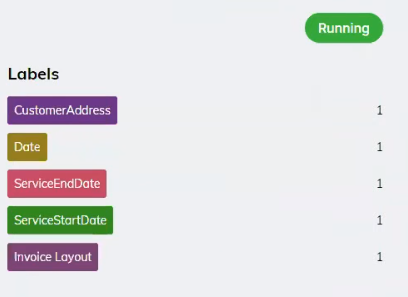 Running
Labels
CustomerAddress 1
Date 1
ServiceEndDate 1
ServiceStartDate 1
Invoice Layout 1